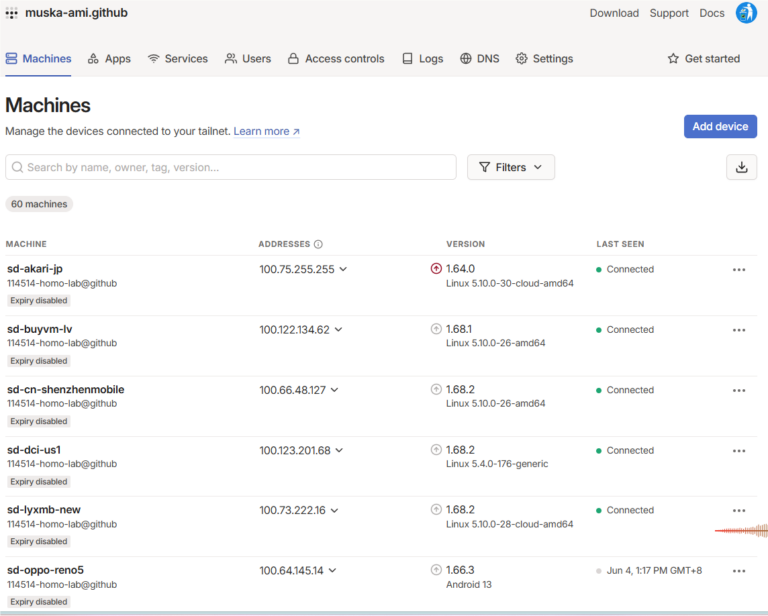 muska-ami.github
Download Support Docs
Machines Apps Services Users Access controls Logs DNS Settings Get started
Machines
Manage the devices connected to your tailnet. Learn more ↗
Add device
Search by name, owner, tag, version...
Filters
60 machines
MACHINE ADDRESSES VERSION LAST SEEN
sd-akari-jp 100.75.255.255 1.64.0 Connected
114514-homo-lab@github Linux 5.10.0-30-cloud-amd64
Expiry disabled
sd-buyvm-lv 100.122.134.62 1.68.1 Connected
114514-homo-lab@github Linux 5.10.0-26-amd64
Expiry disabled
sd-cn-shenzhenmobile 100.66.48.127 1.68.2 Connected
114514-homo-lab@github Linux 5.10.0-26-amd64
Expiry disabled
sd-dci-us1 100.123.201.68 1.68.2 Connected
114514-homo-lab@github Linux 5.4.0-176-generic
Expiry disabled
sd-lyxmb-new 100.73.222.16 1.68.2 Connected
114514-homo-lab@github Linux 5.10.0-28-cloud-amd64
Expiry disabled
sd-oppo-reno5 100.64.145.14 1.66.3 Jun 4, 1:17 PM GMT+8
114514-homo-lab@github Android 13
Expiry disabled